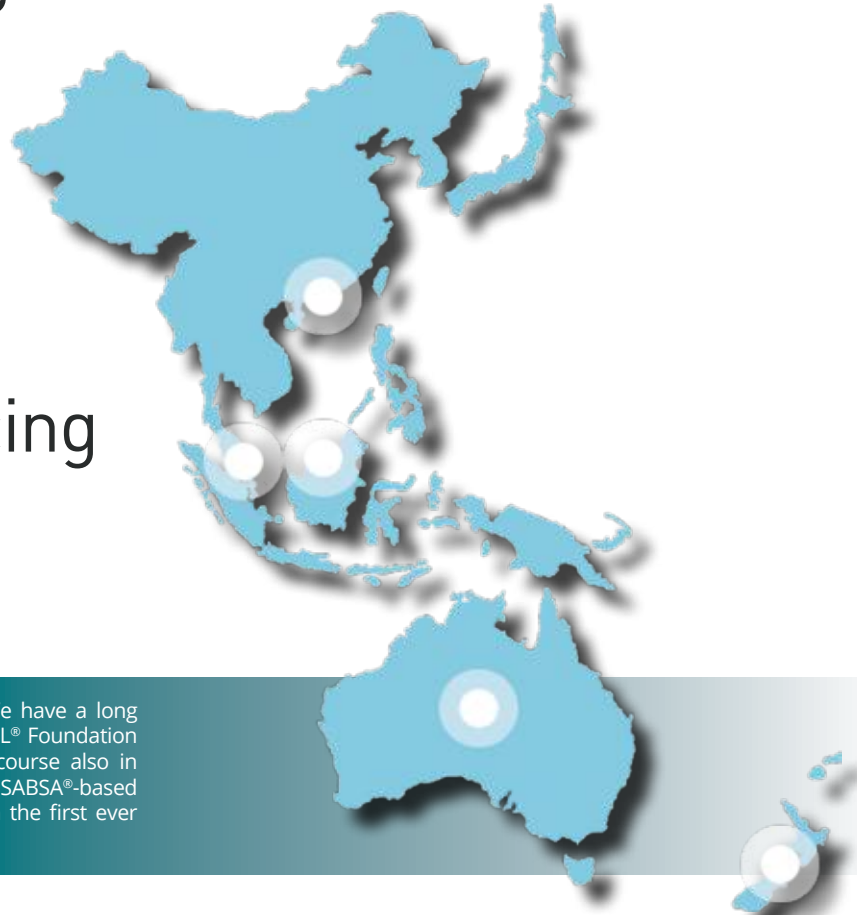 ing
e have a long
L® Foundation
course also in
SABSA®-based
the first ever